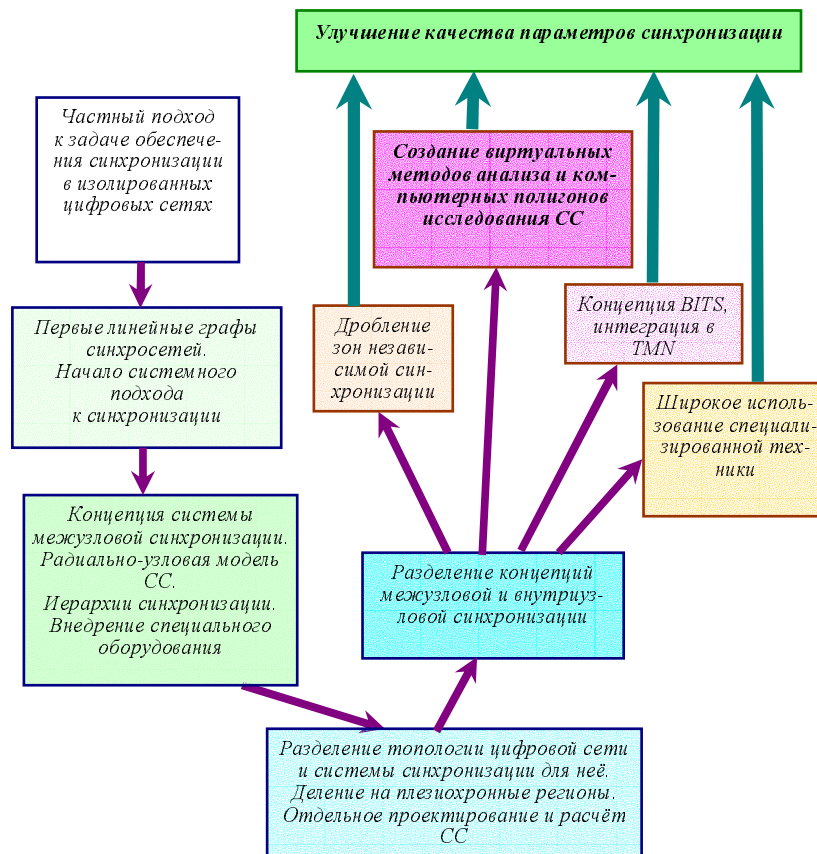 Улучшение качества параметров синхронизации
Частный подход
к задаче обеспече-
ния синхронизации
в изолированных
цифровых сетях
Создание виртуальных
методов анализа и ком-
пьютерных полигонов
исследования СС
Первые линейные графы
синхросетей.
Начало системного
подхода
к синхронизации
Дробление
зон незави-
симой син-
хронизации
Концепция BITS,
интеграция в
TMN
Широкое исполь-
зование специали-
зированной тех-
ники
Концепция системы
межузловой синхронизации.
Радиально-узловая модель
СС.
Иерархии синхронизации.
Внедрение специального
оборудования
Разделение концепций
межузловой и внутриуз-
ловой синхронизации
Разделение топологии цифровой сети
и системы синхронизации для неё.
Деление на плезиохронные регионы.
Отдельное проектирование и расчёт
СС